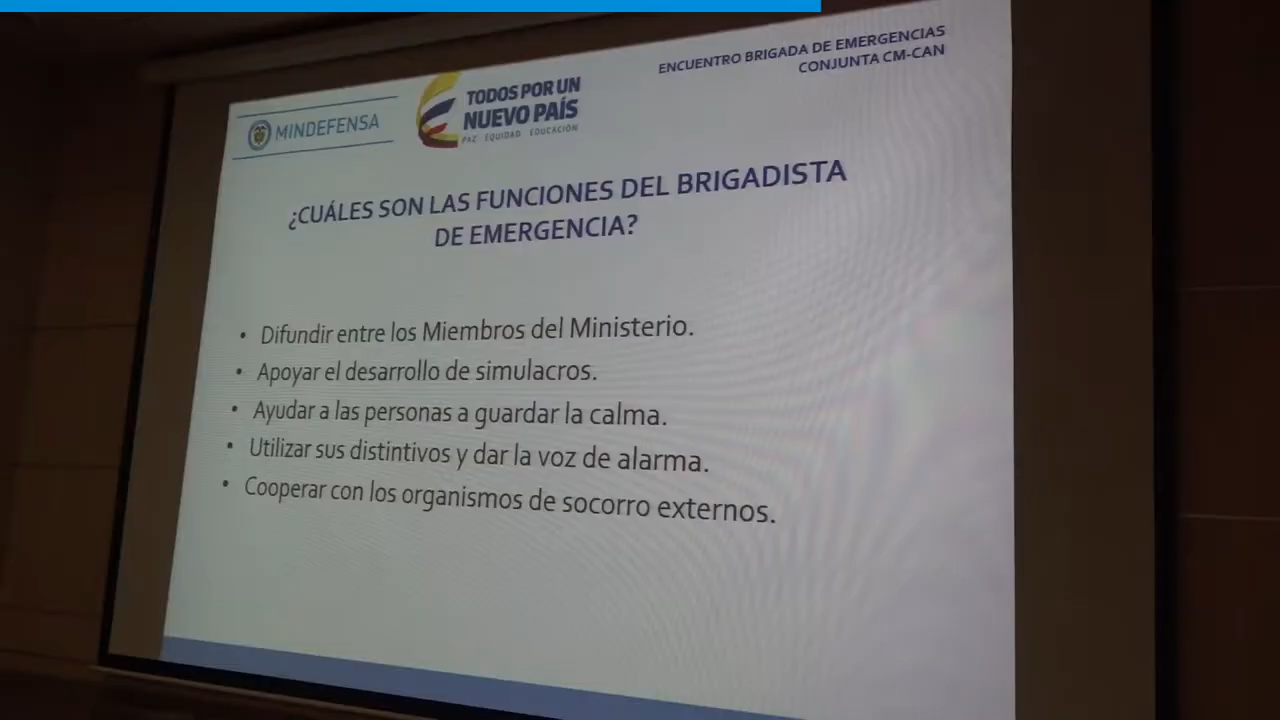 ENCUENTRO BRIGADA DE EMERGENCIAS
CONJUNTA CM-CAN
MINDEFENSA
TODOS POR UN
NUEVO PAÍS
PAZ EQUIDAD EDUCACIÓN
¿CUÁLES SON LAS FUNCIONES DEL BRIGADISTA
DE EMERGENCIA?
• Difundir entre los Miembros del Ministerio.
• Apoyar el desarrollo de simulacros.
• Ayudar a las personas a guardar la calma.
• Utilizar sus distintivos y dar la voz de alarma.
• Cooperar con los organismos de socorro externos.